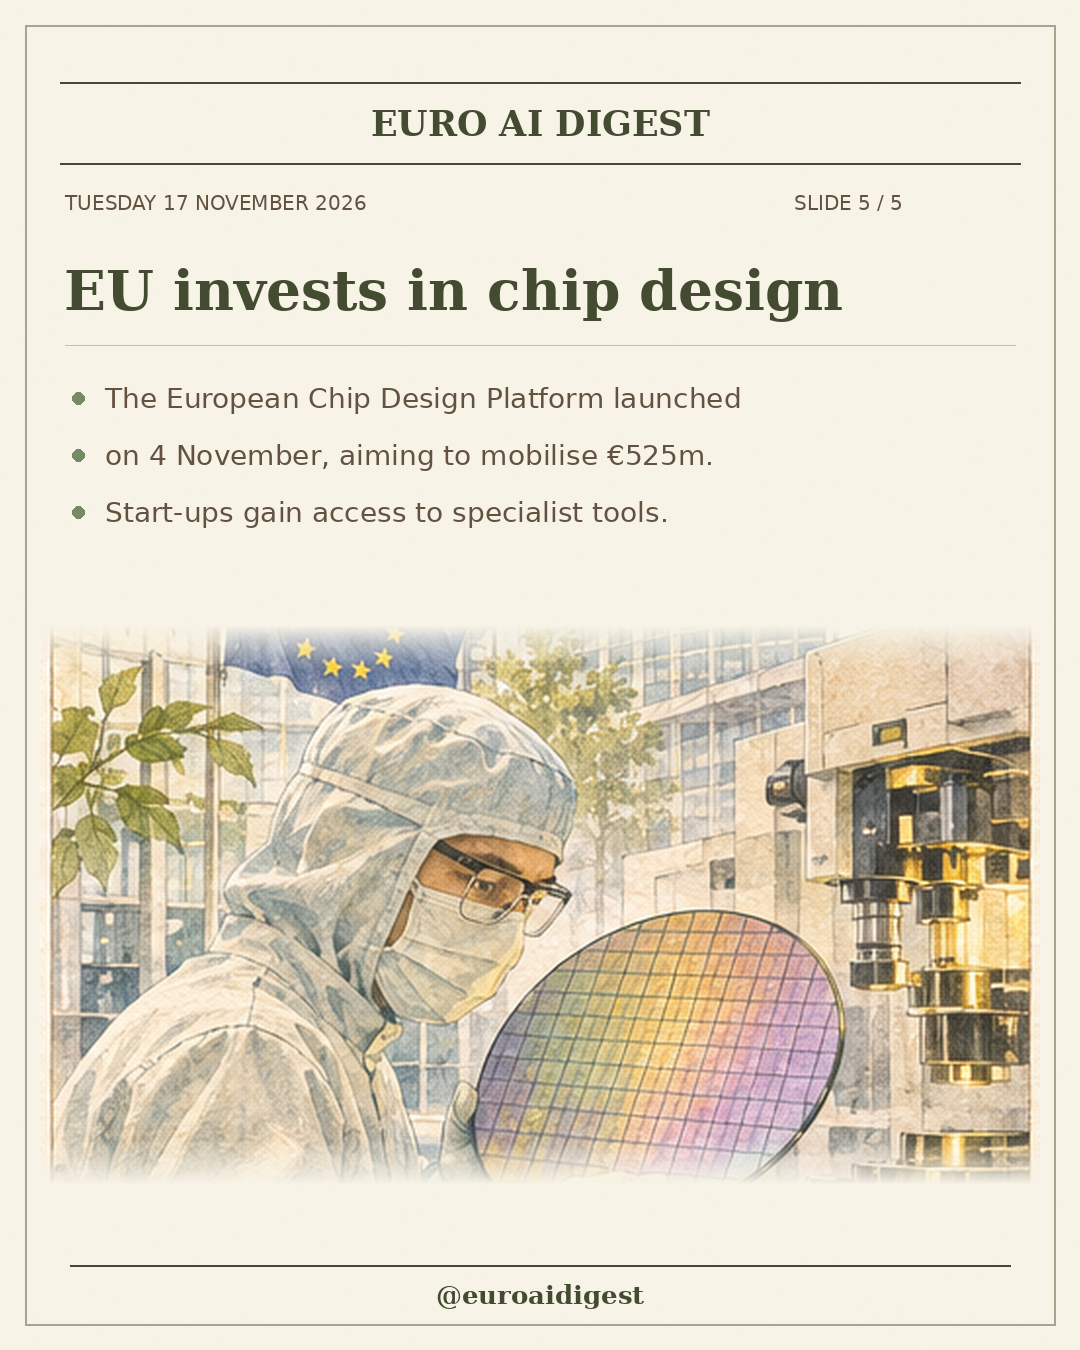 EURO AI DIGEST
TUESDAY 17 NOVEMBER 2026
SLIDE 5 / 5
EU invests in chip design
The European Chip Design Platform launched
on 4 November, aiming to mobilise €525m.
Start-ups gain access to specialist tools.
@euroaidigest